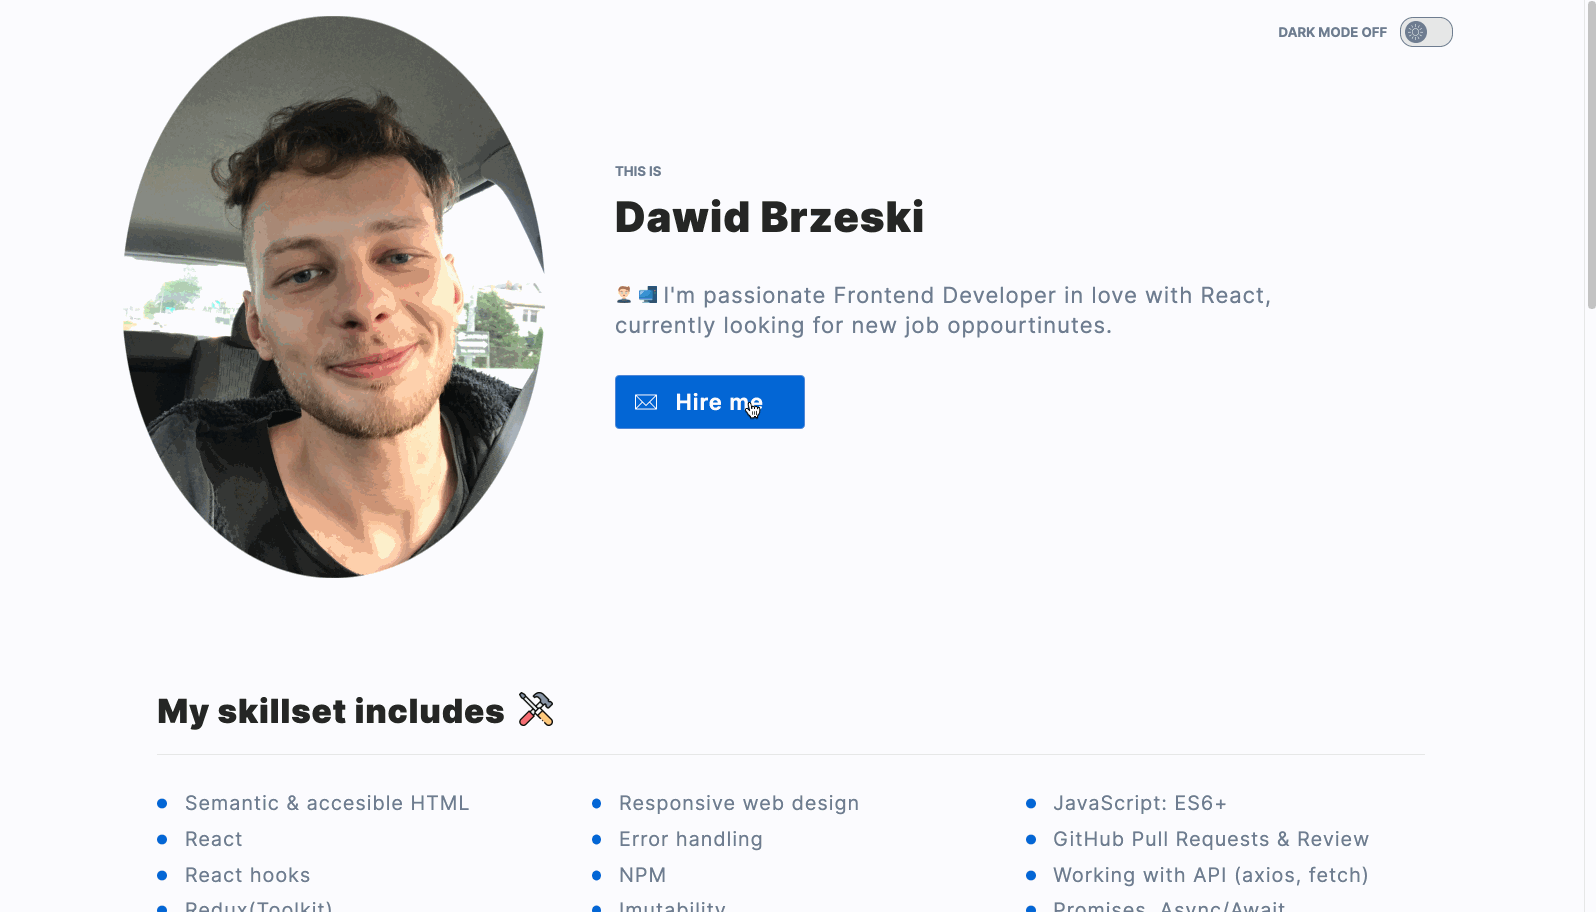 DARK MODE OFF
THIS IS
Dawid Brzeski
I'm passionate Frontend Developer in love with React,
currently looking for new job oppourtinutes.
Hire me
My skillset includes
Semantic & accesible HTML
React
React hooks
Redux(Toolkit)
Responsive web design
Error handling
NPM
Imutability
JavaScript: ES6+
GitHub Pull Requests & Review
Working with API (axios, fetch)
Promises, Async/Await